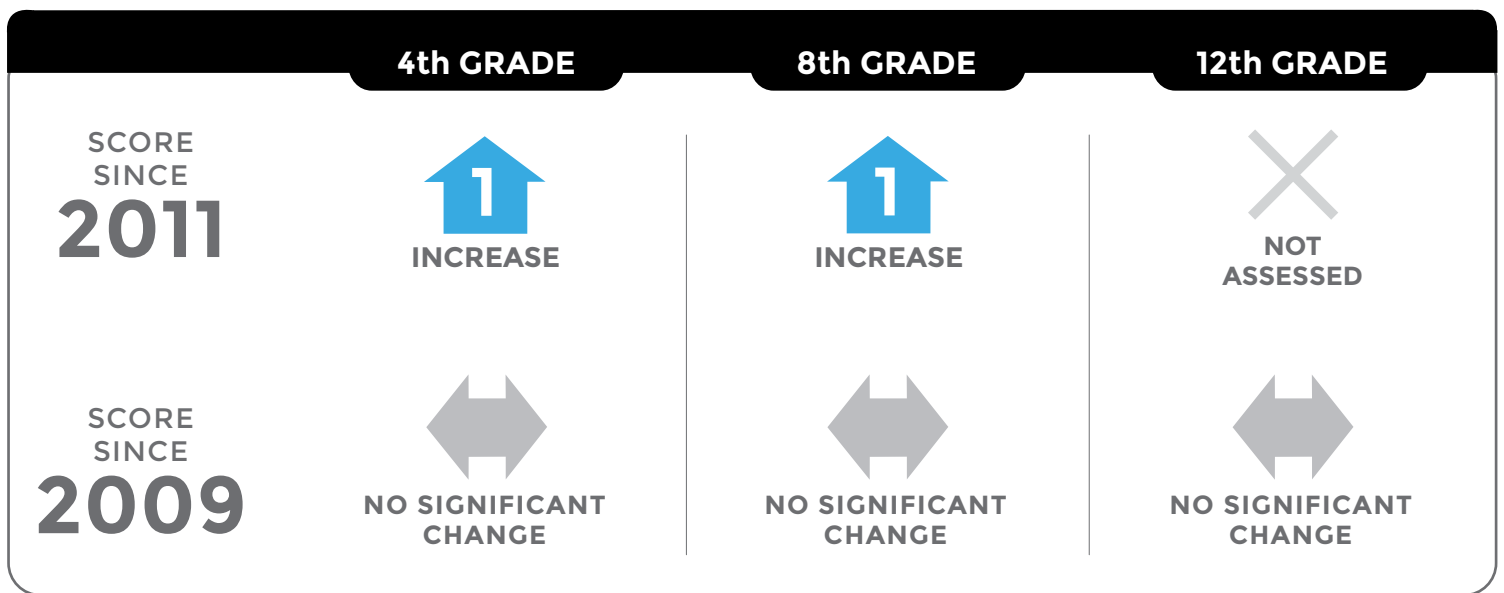 4th GRADE
8th GRADE
12th GRADE
SCORE
SINCE
2011
1
INCREASE
1
INCREASE
NOT
ASSESSED
SCORE
SINCE
2009
NO SIGNIFICANT
CHANGE
NO SIGNIFICANT
CHANGE
NO SIGNIFICANT
CHANGE